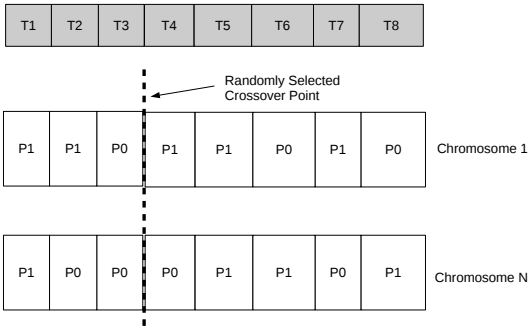 T1 T2 T3 T4 T5 T6 T7 T8
Randomly Selected
Crossover Point
P1 P1 P0 P1 P1 P0 P1 P0 Chromosome 1
P1 P0 P0 P0 P1 P1 P0 P1 Chromosome N